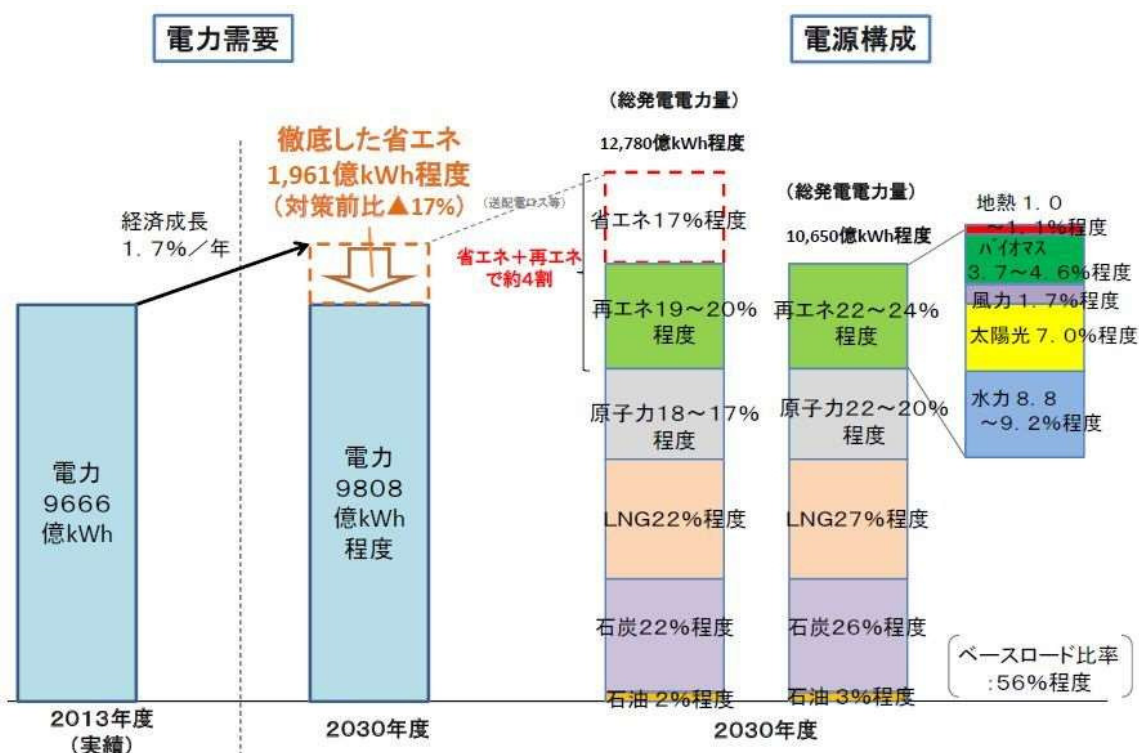 電力需要
電源構成
徹底した省エネ
1,961億kWh程度
(対策前比▲17%)
経済成長
1.7%/年
電力
9666
億kWh
電力
9808
億kWh
程度
2013年度
(実績)
2030年度
(総発電電力量)
12,780億kWh程度
(送配電ロス等)
省エネ+再エネ
で約4割
省エネ17%程度
再エネ19~20%
程度
原子力18~17%
程度
LNG22%程度
石炭22%程度
石油2%程度
(総発電電力量)
10,650億kWh程度
再エネ22~24%
程度
原子力22~20%
程度
LNG27%程度
石炭26%程度
石油3%程度
2030年度
地熱1.0
~1.1%程度
バイオマス
3.7~4.6%程度
風力1.7%程度
太陽光7.0%程度
水力8.8
~9.2%程度
ベースロード比率
:56%程度